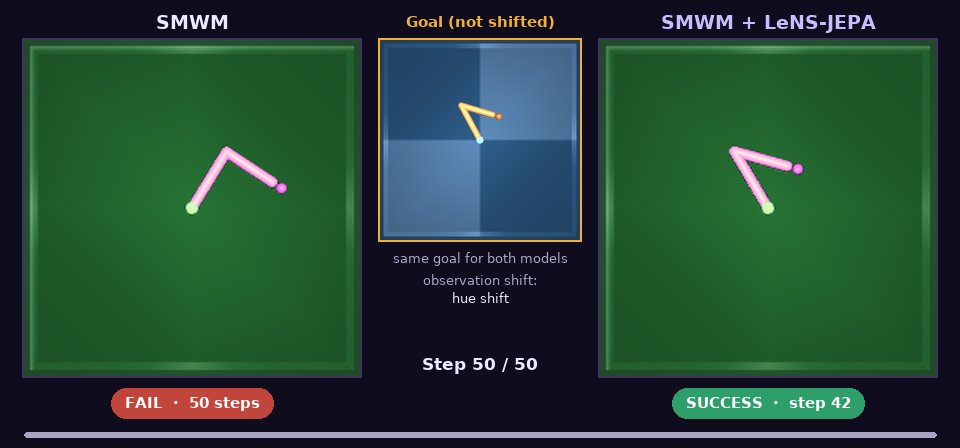 SMWM
Goal (not shifted)
SMWM + LeNS-JEPA
same goal for both models
observation shift:
hue shift
Step 50 / 50
FAIL · 50 steps
SUCCESS · step 42